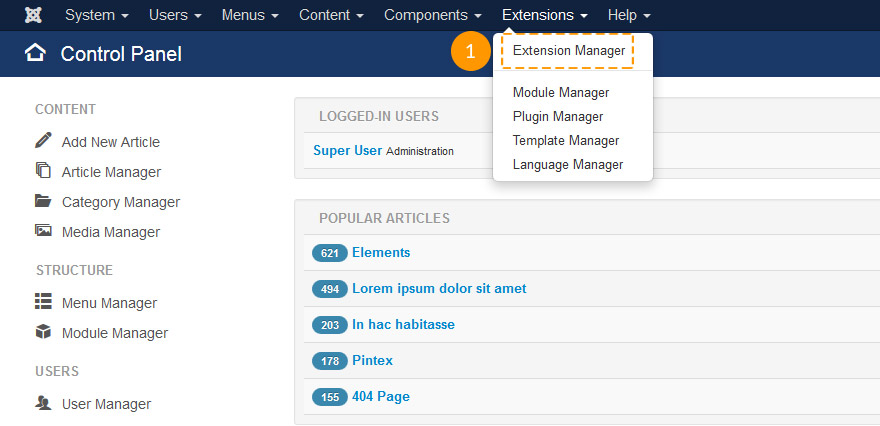 System Users Menus Content Components Extensions Help
Control Panel
1
Extension Manager
Module Manager
Plugin Manager
Template Manager
Language Manager
CONTENT
Add New Article
Article Manager
Category Manager
Media Manager
STRUCTURE
Menu Manager
Module Manager
USERS
User Manager
LOGGED-IN USERS
Super User Administration
POPULAR ARTICLES
621 Elements
494 Lorem ipsum dolor sit amet
203 In hac habitasse
178 Pintex
155 404 Page